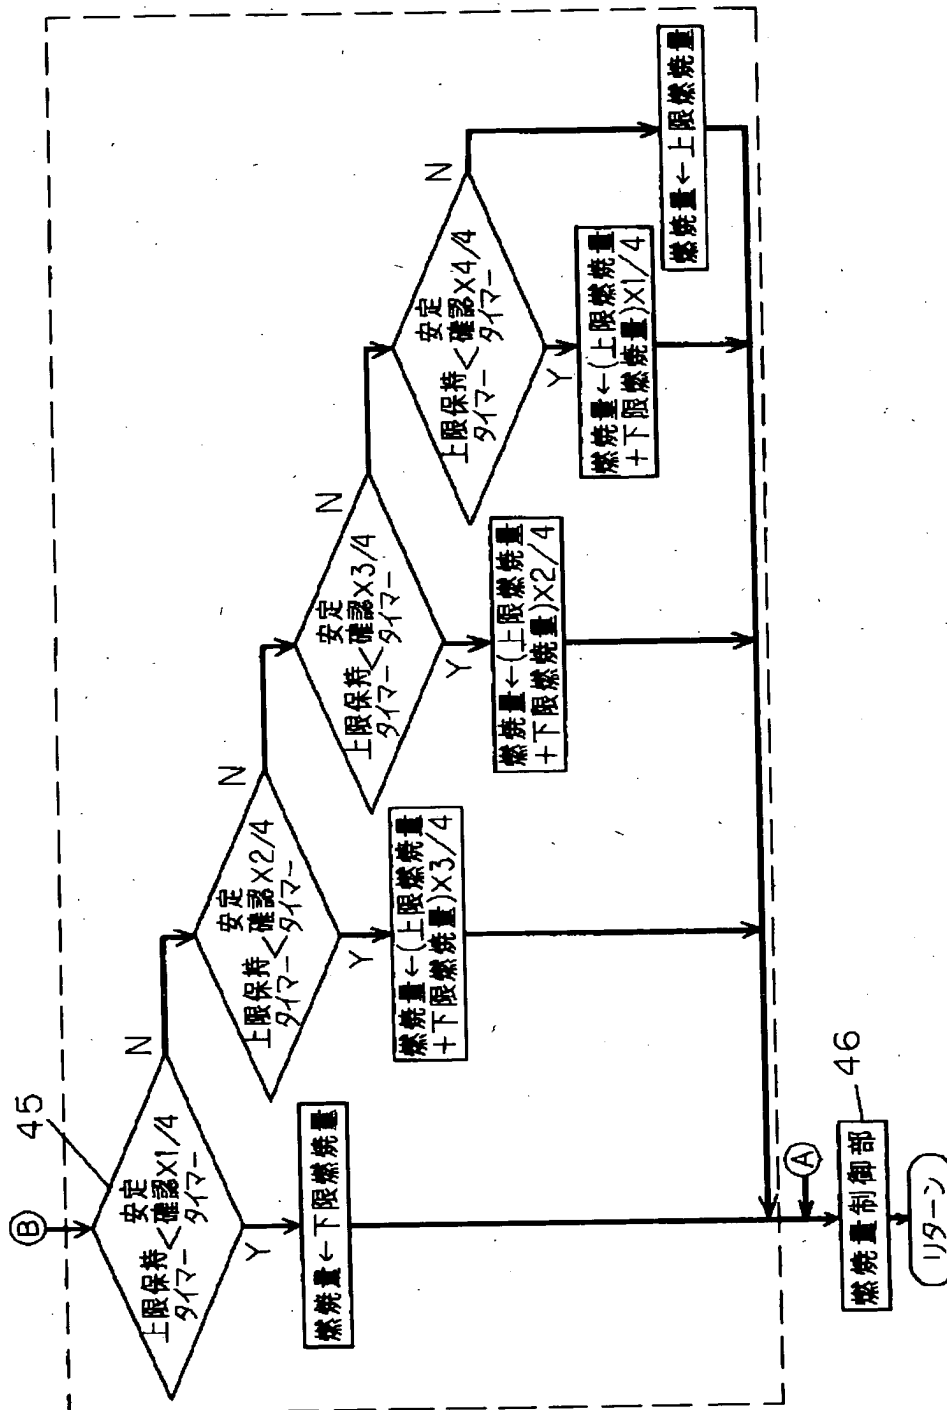 B
45
安定
上限保持<確認×1/4
タイマー タイマー
N
Y
燃焼量←下限燃焼量
安定
上限保持<確認×2/4
タイマー タイマー
N
Y
燃焼量←(上限燃焼量
+下限燃焼量)×3/4
安定
上限保持<確認×3/4
タイマー タイマー
N
Y
燃焼量←(上限燃焼量
+下限燃焼量)×2/4
安定
上限保持<確認×4/4
タイマー タイマー
N
Y
燃焼量←(上限燃焼量
+下限燃焼量)×1/4
燃焼量←上限燃焼量
A
46
燃焼量制御部
リターン